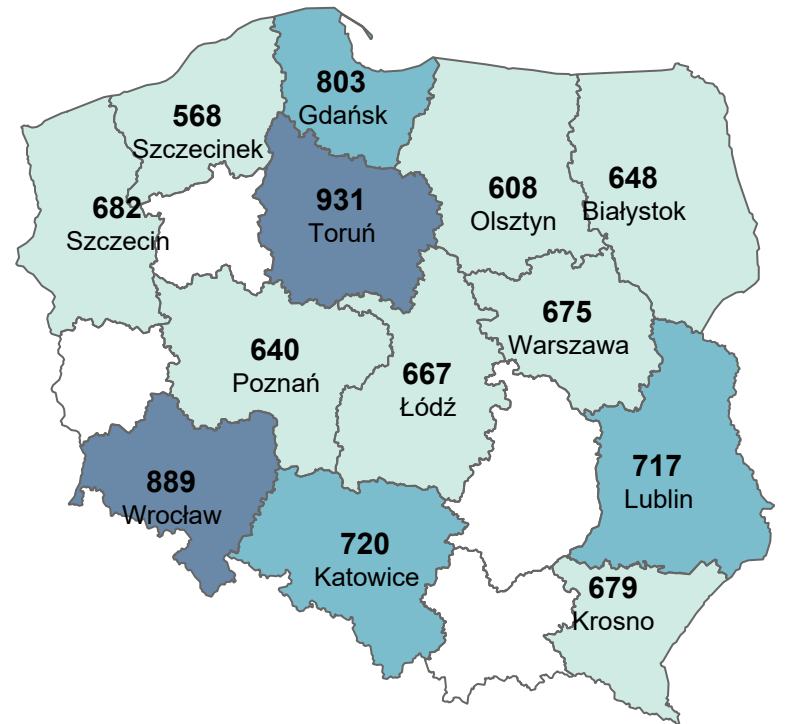 803
Gdańsk
568
Szczecinek
608
Olsztyn
648
Białystok
682
Szczecin
931
Toruń
675
Warszawa
640
Poznań
667
Łódź
717
Lublin
889
Wrocław
720
Katowice
679
Krosno